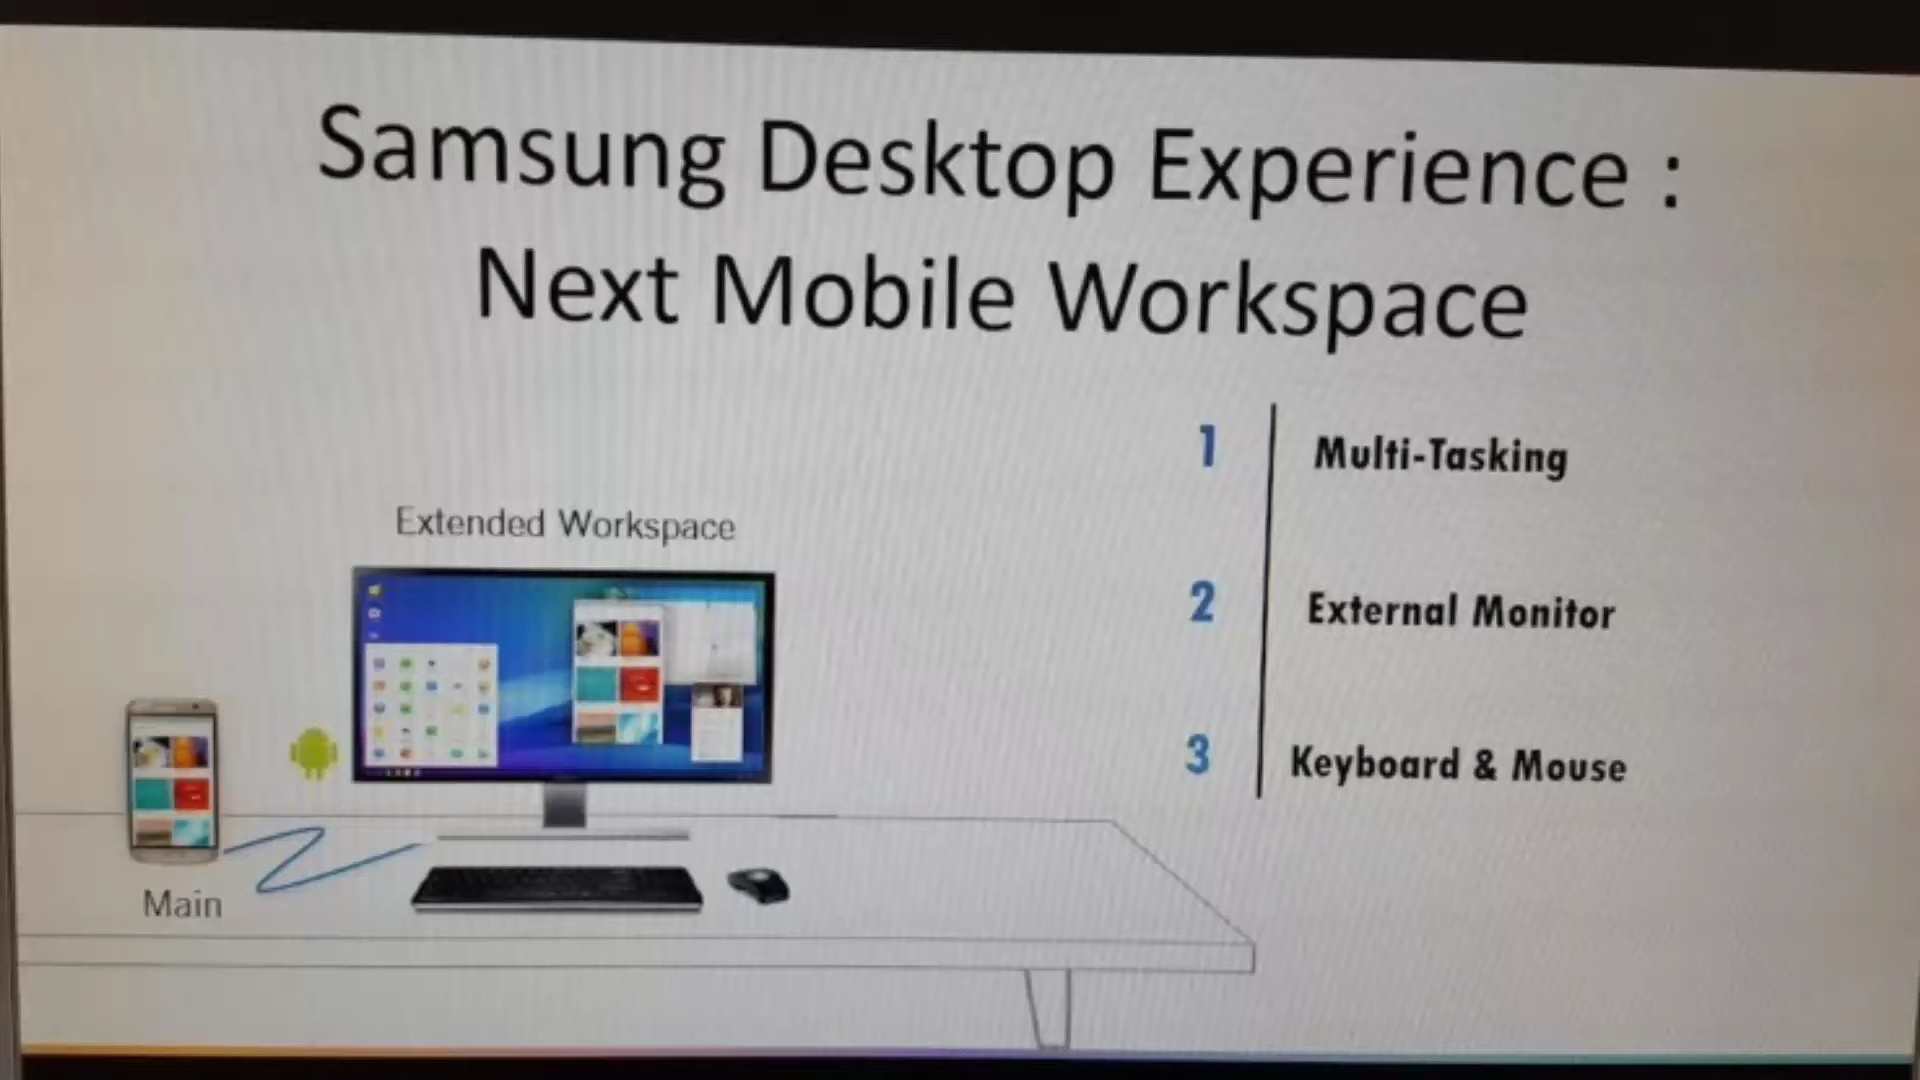 Samsung Desktop Experience :
Next Mobile Workspace
1 Multi-Tasking
Extended Workspace
2 External Monitor
3 Keyboard & Mouse
Main